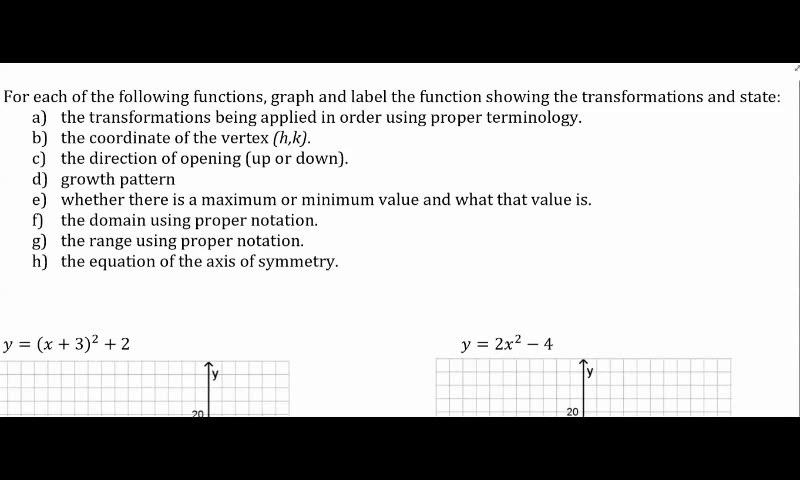 For each of the following functions, graph and label the function showing the transformations and state:
a) the transformations being applied in order using proper terminology.
b) the coordinate of the vertex (h,k).
c) the direction of opening (up or down).
d) growth pattern
e) whether there is a maximum or minimum value and what that value is.
f) the domain using proper notation.
g) the range using proper notation.
h) the equation of the axis of symmetry.
y = (x + 3)² + 2
y = 2x² − 4
y
y
20
20